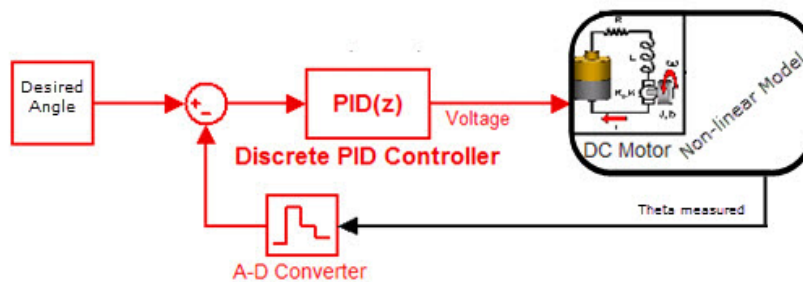 Desired
Angle
+
-
PID(z)
Discrete PID Controller
Voltage
R
L
J,b
DC Motor
Non-linear Model
Theta measured
A-D Converter